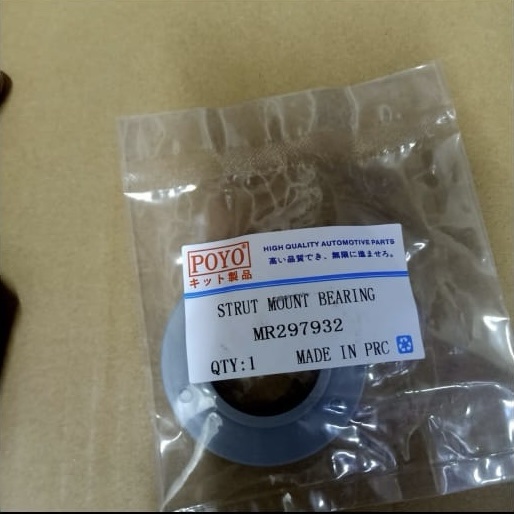 POYO®
キット製品
HIGH QUALITY AUTOMOTIVE PARTS
高い品質でき、無限に進ませろ。
STRUT MOUNT BEARING
MR297932
QTY:1 MADE IN PRC